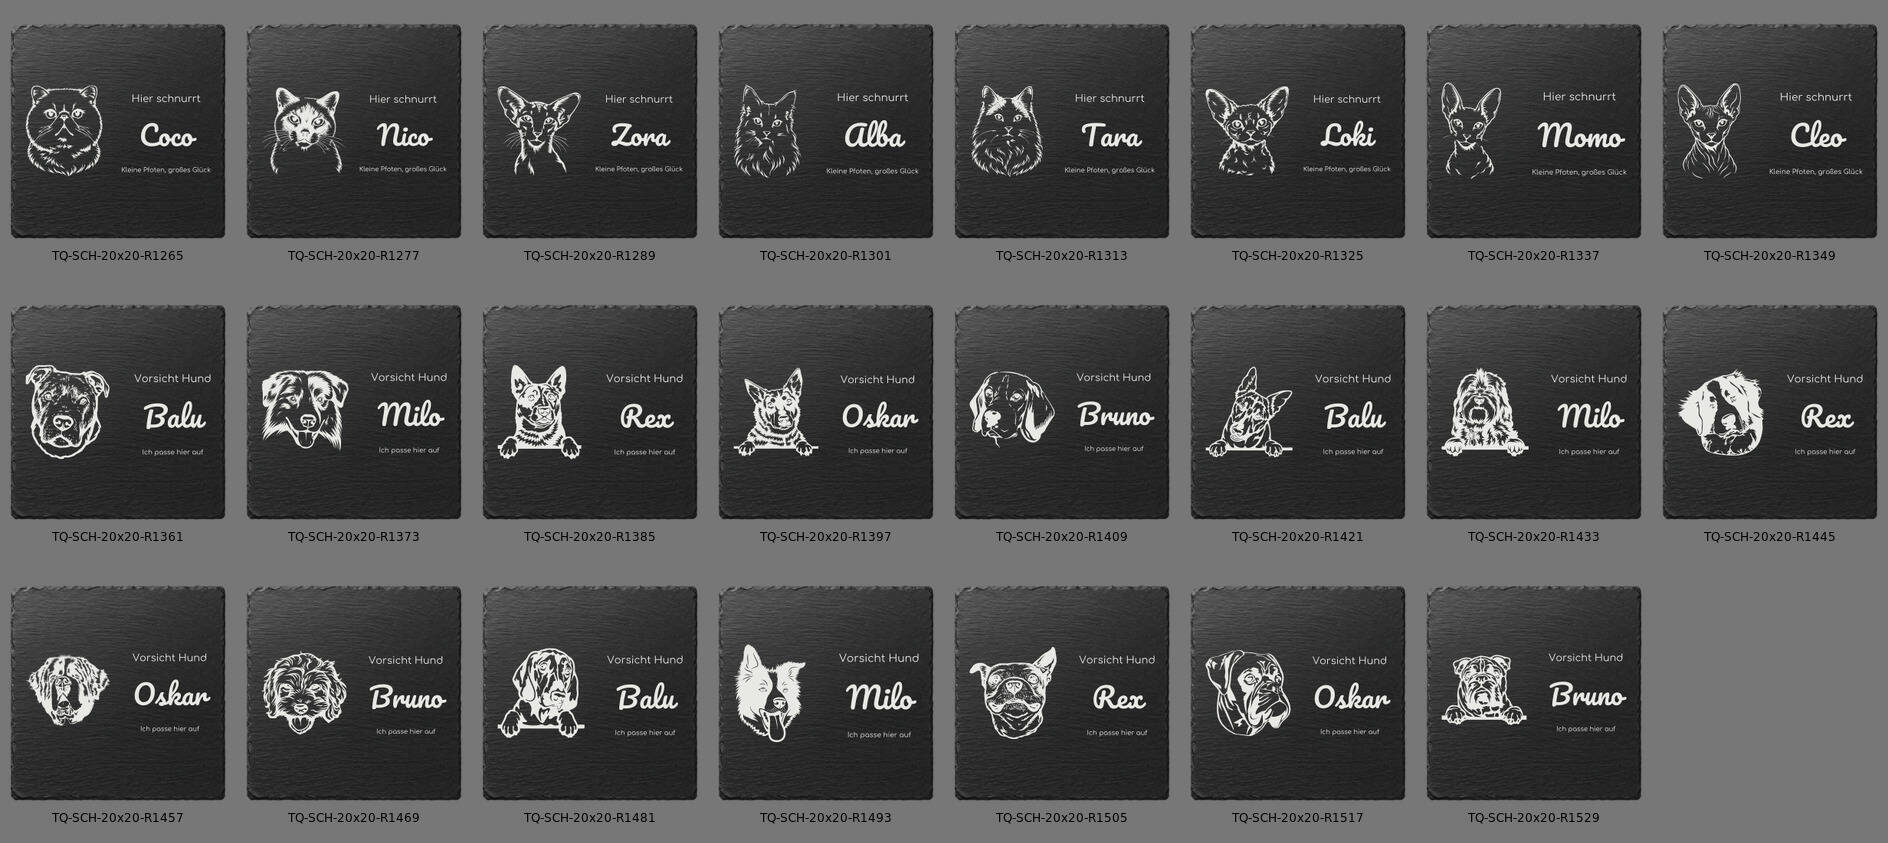 Hier schnurrt
Coco
Kleine Pfoten, großes Glück
TQ-SCH-20x20-R1265
Hier schnurrt
Nico
Kleine Pfoten, großes Glück
TQ-SCH-20x20-R1277
Hier schnurrt
Zora
Kleine Pfoten, großes Glück
TQ-SCH-20x20-R1289
Hier schnurrt
Alba
Kleine Pfoten, großes Glück
TQ-SCH-20x20-R1301
Hier schnurrt
Tara
Kleine Pfoten, großes Glück
TQ-SCH-20x20-R1313
Hier schnurrt
Loki
Kleine Pfoten, großes Glück
TQ-SCH-20x20-R1325
Hier schnurrt
Momo
Kleine Pfoten, großes Glück
TQ-SCH-20x20-R1337
Hier schnurrt
Cleo
Kleine Pfoten, großes Glück
TQ-SCH-20x20-R1349
Vorsicht Hund
Balu
Ich passe hier auf
TQ-SCH-20x20-R1361
Vorsicht Hund
Milo
Ich passe hier auf
TQ-SCH-20x20-R1373
Vorsicht Hund
Rex
Ich passe hier auf
TQ-SCH-20x20-R1385
Vorsicht Hund
Oskar
Ich passe hier auf
TQ-SCH-20x20-R1397
Vorsicht Hund
Bruno
Ich passe hier auf
TQ-SCH-20x20-R1409
Vorsicht Hund
Balu
Ich passe hier auf
TQ-SCH-20x20-R1421
Vorsicht Hund
Milo
Ich passe hier auf
TQ-SCH-20x20-R1433
Vorsicht Hund
Rex
Ich passe hier auf
TQ-SCH-20x20-R1445
Vorsicht Hund
Oskar
Ich passe hier auf
TQ-SCH-20x20-R1457
Vorsicht Hund
Bruno
Ich passe hier auf
TQ-SCH-20x20-R1469
Vorsicht Hund
Balu
Ich passe hier auf
TQ-SCH-20x20-R1481
Vorsicht Hund
Milo
Ich passe hier auf
TQ-SCH-20x20-R1493
Vorsicht Hund
Rex
Ich passe hier auf
TQ-SCH-20x20-R1505
Vorsicht Hund
Oskar
Ich passe hier auf
TQ-SCH-20x20-R1517
Vorsicht Hund
Bruno
Ich passe hier auf
TQ-SCH-20x20-R1529